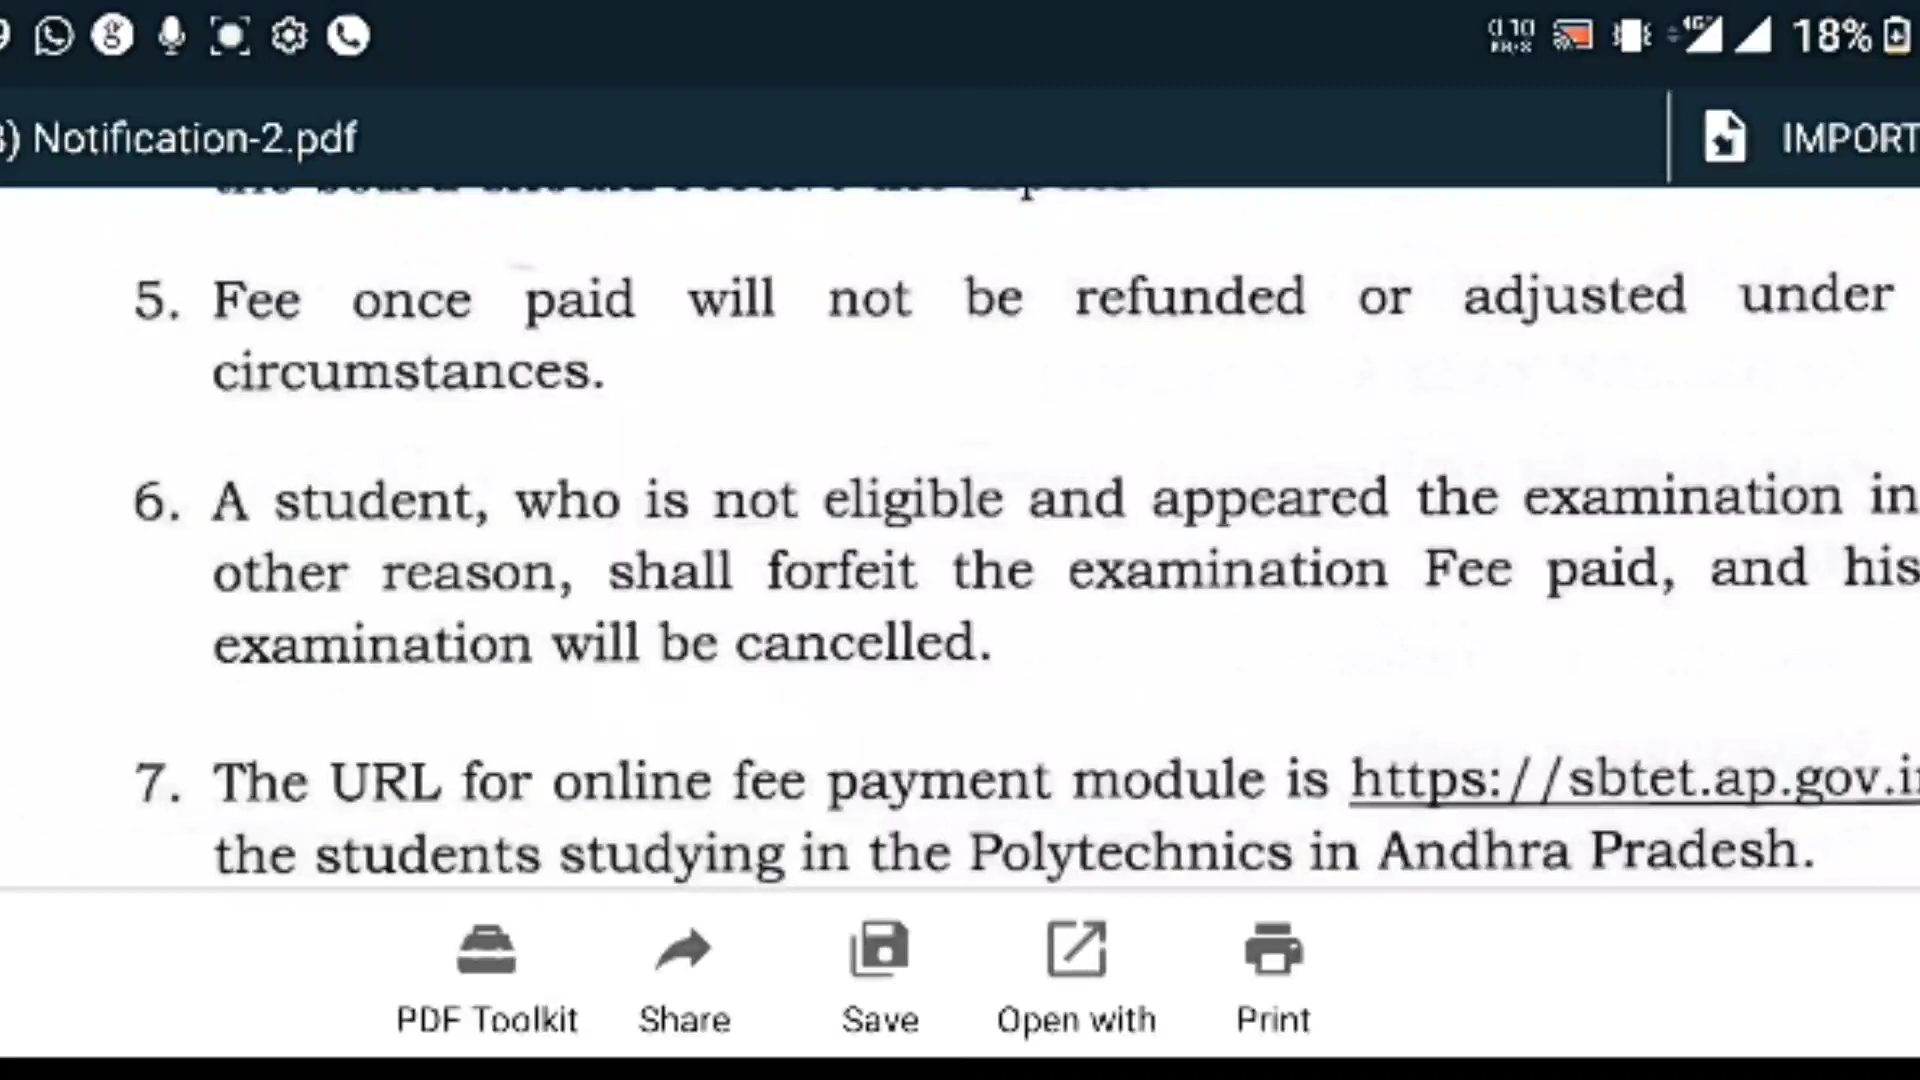 18%
) Notification-2.pdf
IMPORT
5. Fee once paid will not be refunded or adjusted under
circumstances.
6. A student, who is not eligible and appeared the examination in
other reason, shall forfeit the examination Fee paid, and his
examination will be cancelled.
7. The URL for online fee payment module is https://sbtet.ap.gov.in
the students studying in the Polytechnics in Andhra Pradesh.
PDF Toolkit Share Save Open with Print